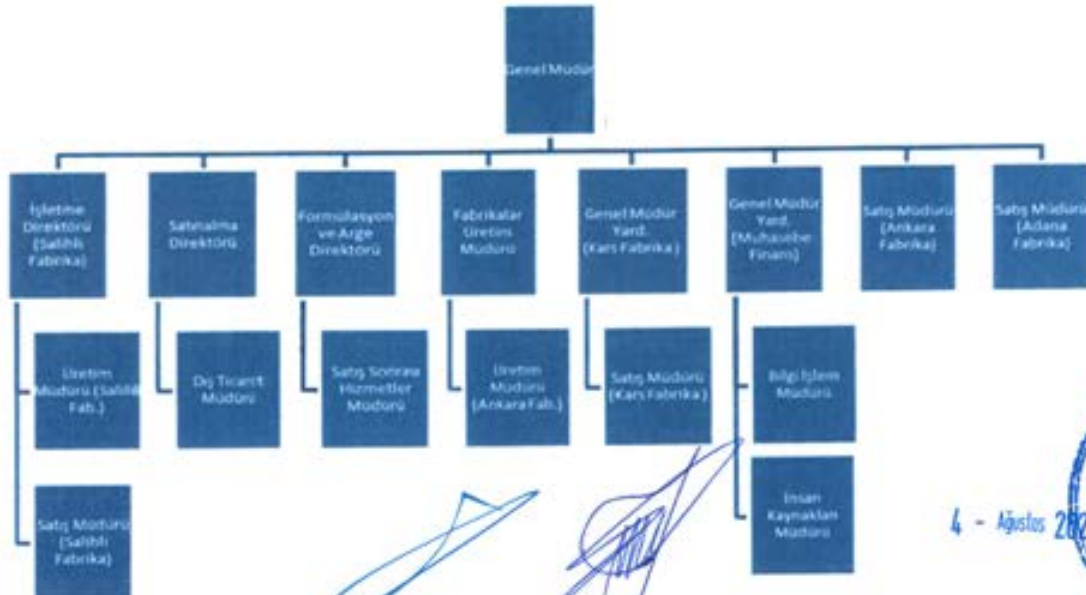 Genel Müdür
İşletme
Direktörü
(Salihli
Fabrika)
Satınalma
Direktörü
Formülasyon
ve Arge
Direktörü
Fabrikalar
Üretim
Müdürü
Genel Müdür
Yard.
(Kars Fabrika)
Genel Müdür
Yard.
(Muhasebe-
Finans)
Satış Müdürü
(Ankara
Fabrika)
Satış Müdürü
(Adana
Fabrika)
Üretim
Müdürü (Salihli
Fab.)
Dış Ticaret
Müdürü
Satış Sonrası
Hizmetler
Müdürü
Üretim
Müdürü
(Ankara Fab.)
Satış Müdürü
(Kars Fabrika)
Bilgi İşlem
Müdürü
Satış Müdürü
(Salihli
Fabrika)
İnsan
Kaynakları
Müdürü
4 - Ağustos